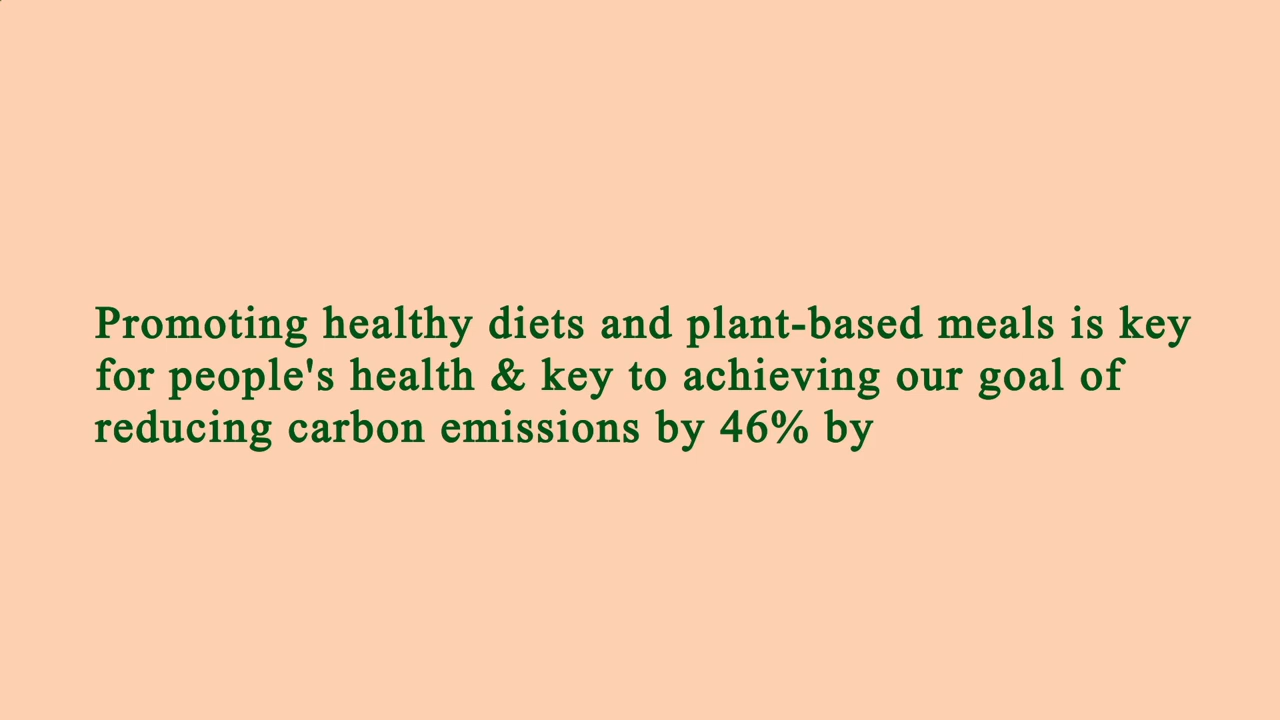 Promoting healthy diets and plant-based meals is key
for people's health & key to achieving our goal of
reducing carbon emissions by 46% by